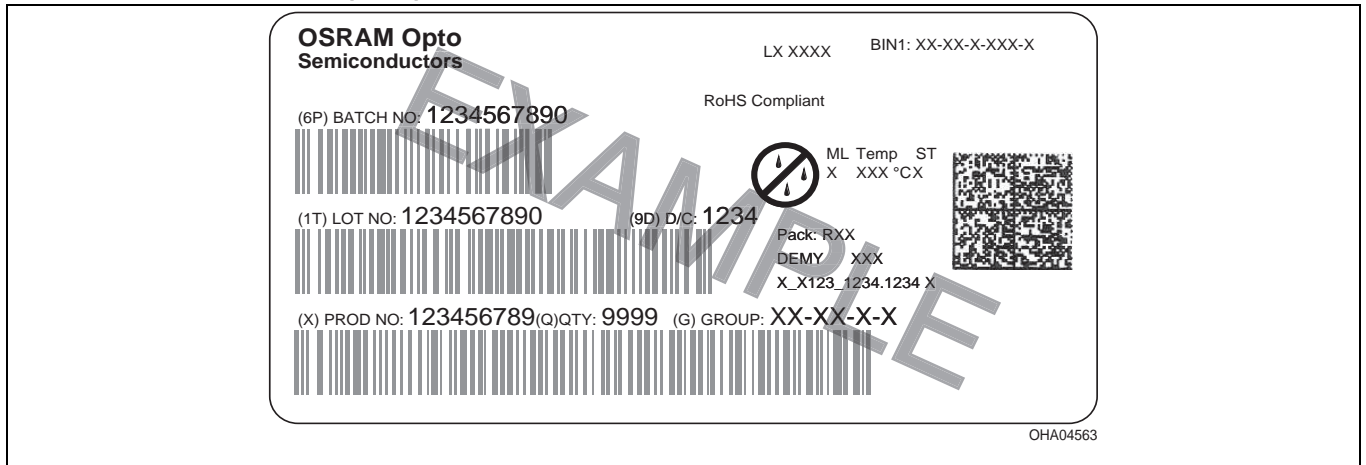 OSRAM Opto
Semiconductors
LX XXXX
BIN1: XX-XX-X-XXX-X
RoHS Compliant
(6P) BATCH NO: 1234567890
ML Temp ST
X XXX °C X
(1T) LOT NO: 1234567890 (9D) D/C: 1234
Pack: RXX
DEMY XXX
X_X123_1234.1234 X
(X) PROD NO: 123456789(Q)QTY: 9999 (G) GROUP: XX-XX-X-X
EXAMPLE
OHA04563